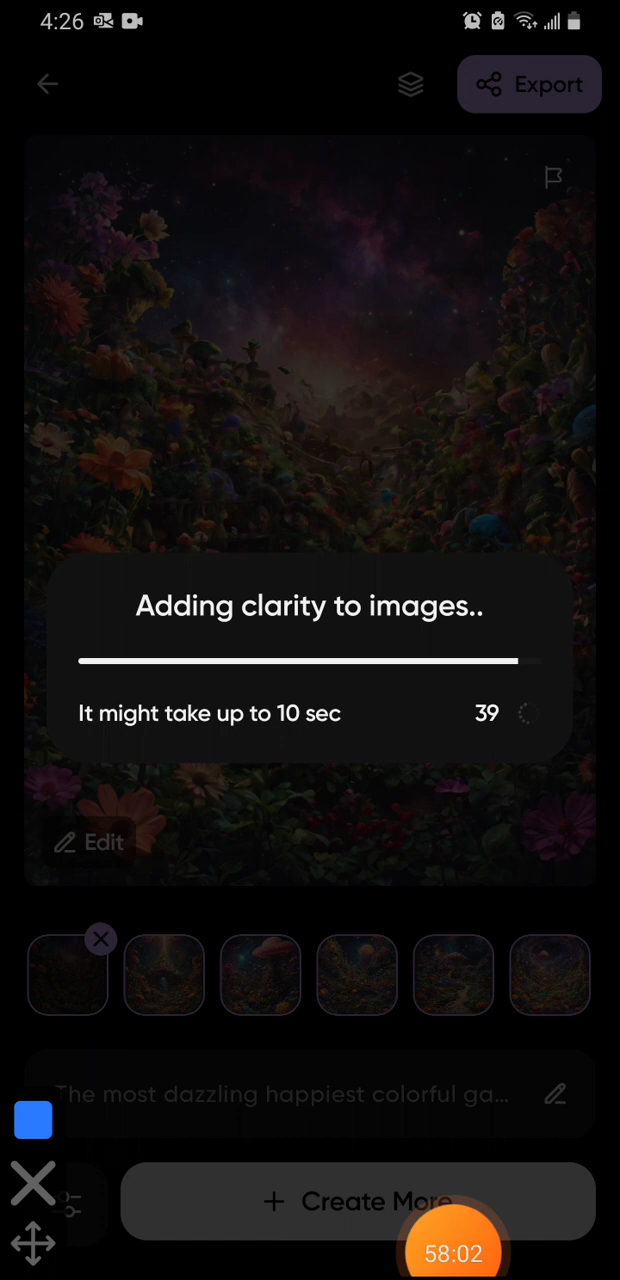 4:26
Export
Adding clarity to images..
It might take up to 10 sec
39
Edit
The most dazzling happiest colorful ga...
+ Create More
58:02